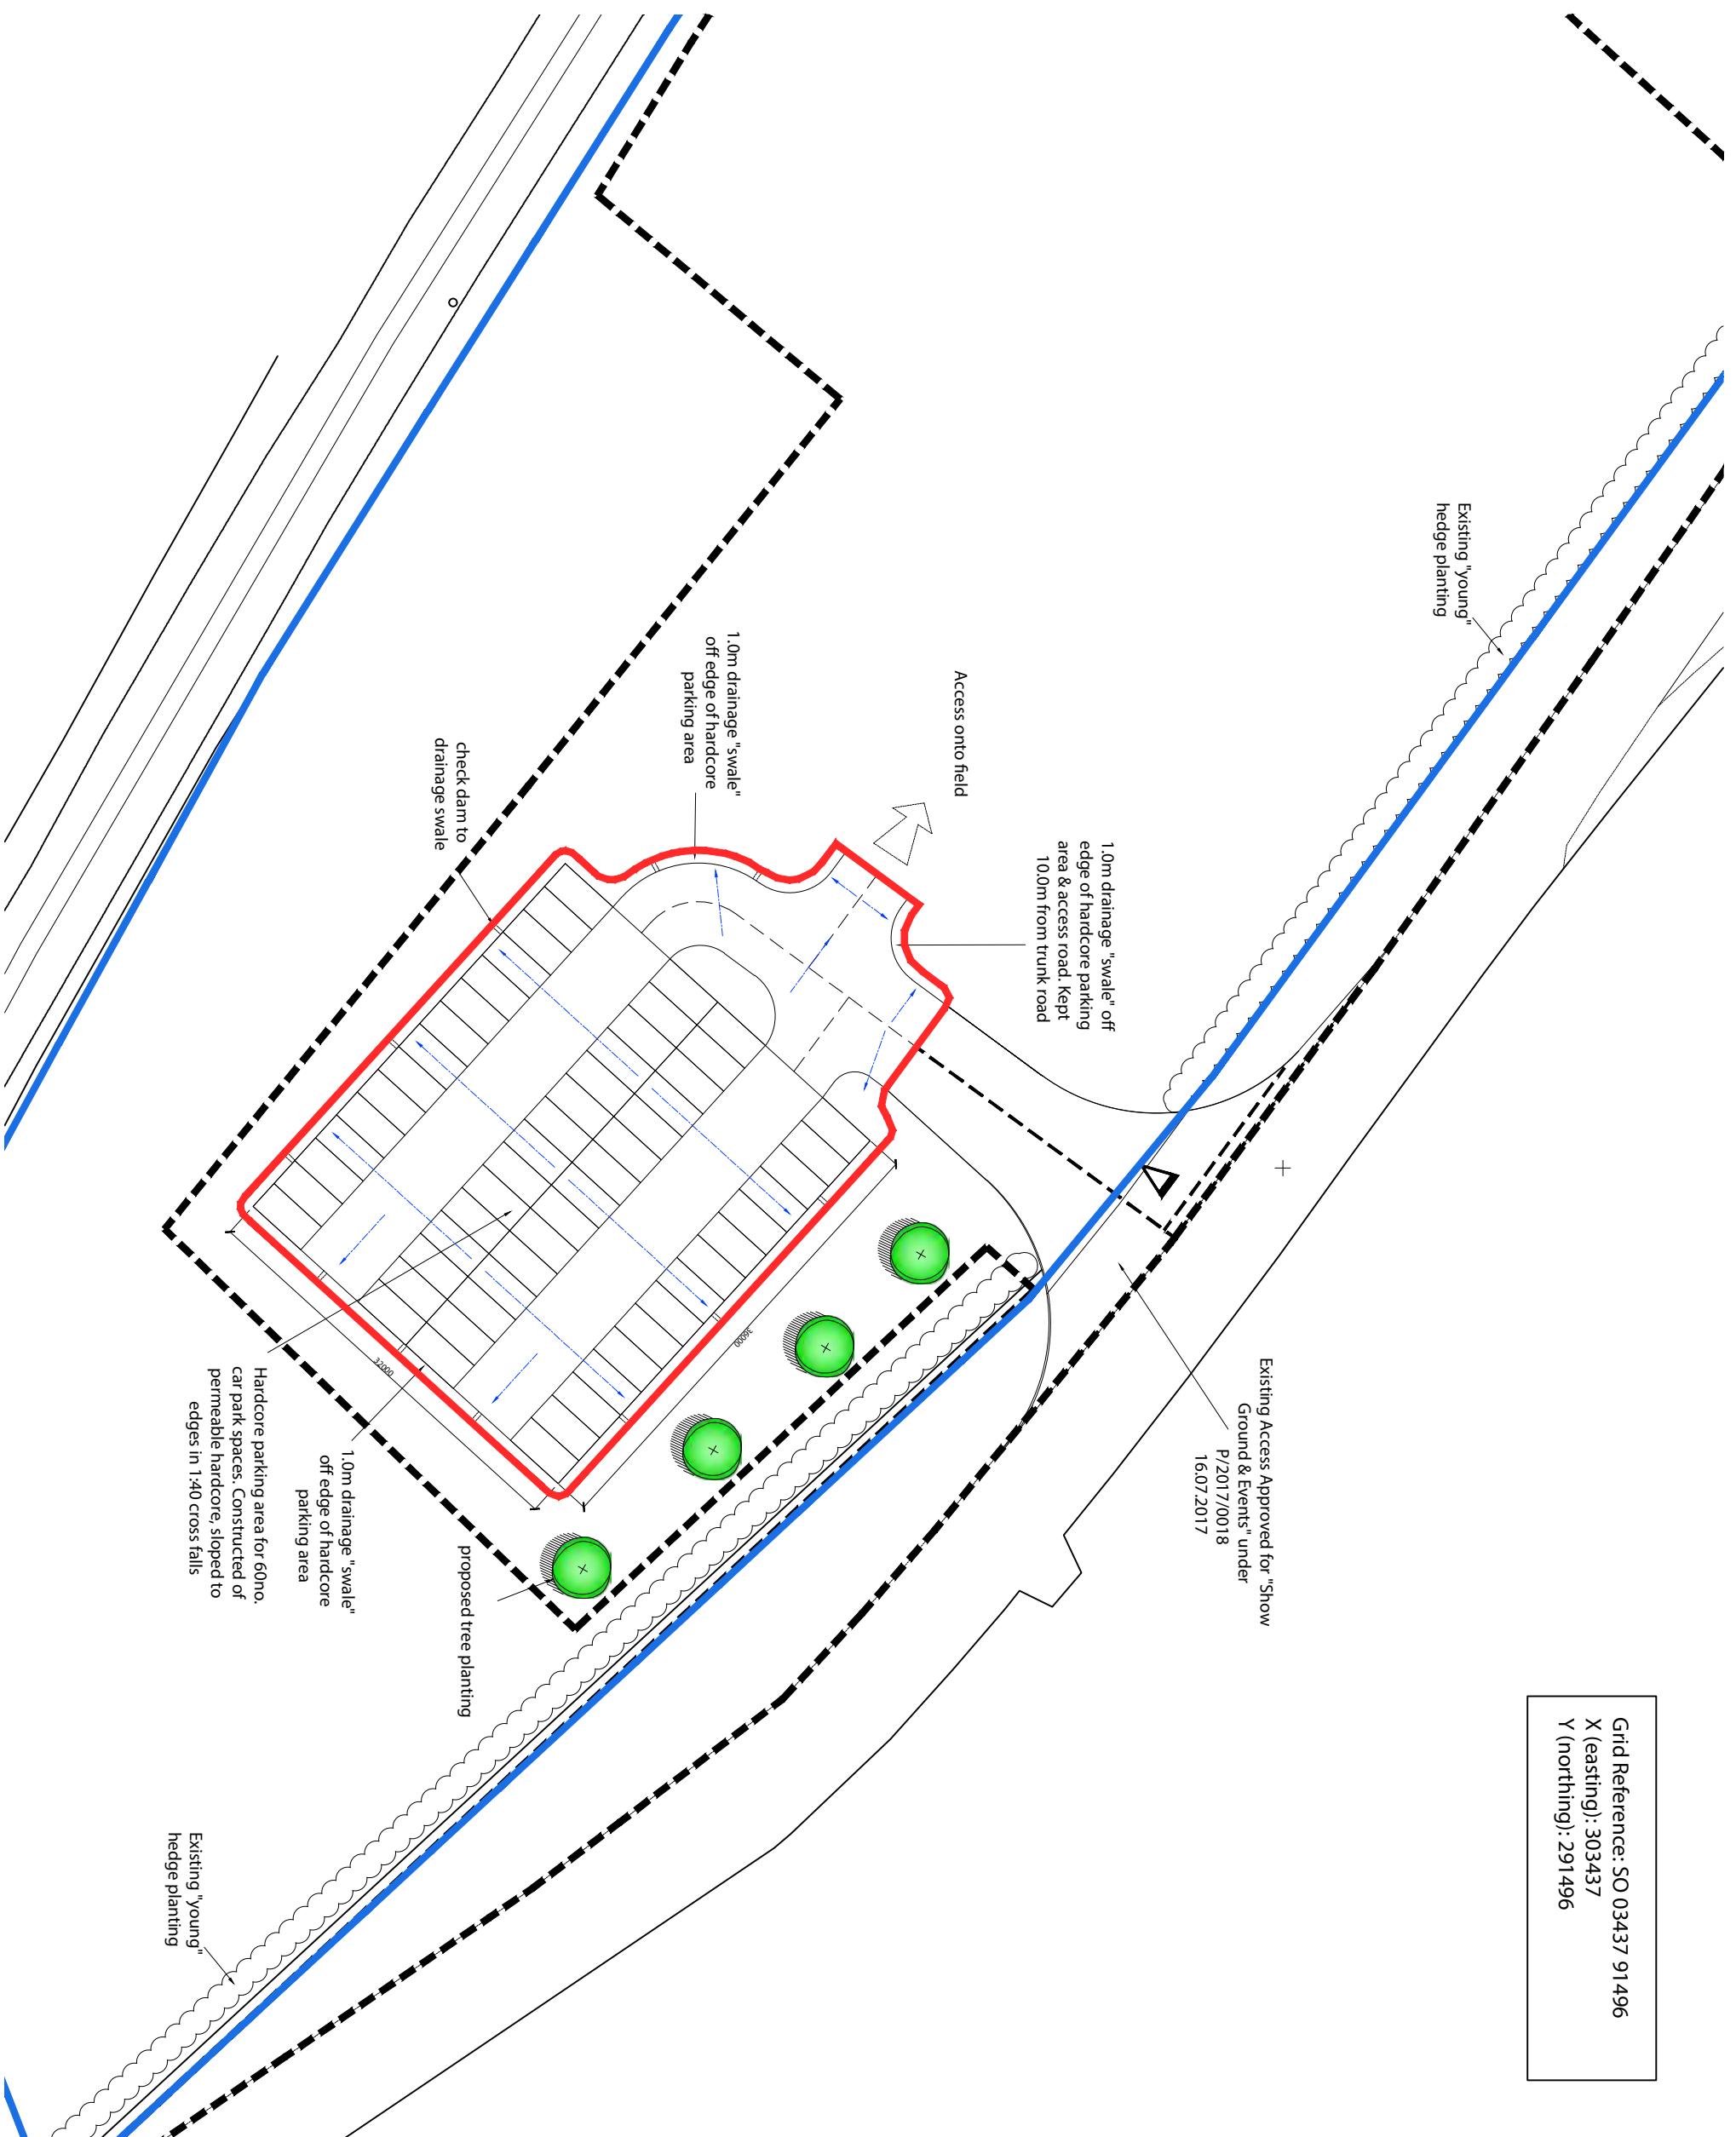 Grid Reference: SO 03437 91496
X (easting): 303437
Y (northing): 291496
Existing "young"
hedge planting
Access onto field
1.0m drainage "swale" off
edge of hardcore parking
area & access road. Kept
10.0m from trunk road
1.0m drainage "swale"
off edge of hardcore
parking area
check dam to
drainage swale
Existing Access Approved for "Show
Ground & Events" under
P/2017/0018
16.07.2017
36000
32000
1.0m drainage "swale"
off edge of hardcore
parking area
Hardcore parking area for 60no.
car park spaces. Constructed of
permeable hardcore, sloped to
edges in 1:40 cross falls
proposed tree planting
Existing "young"
hedge planting